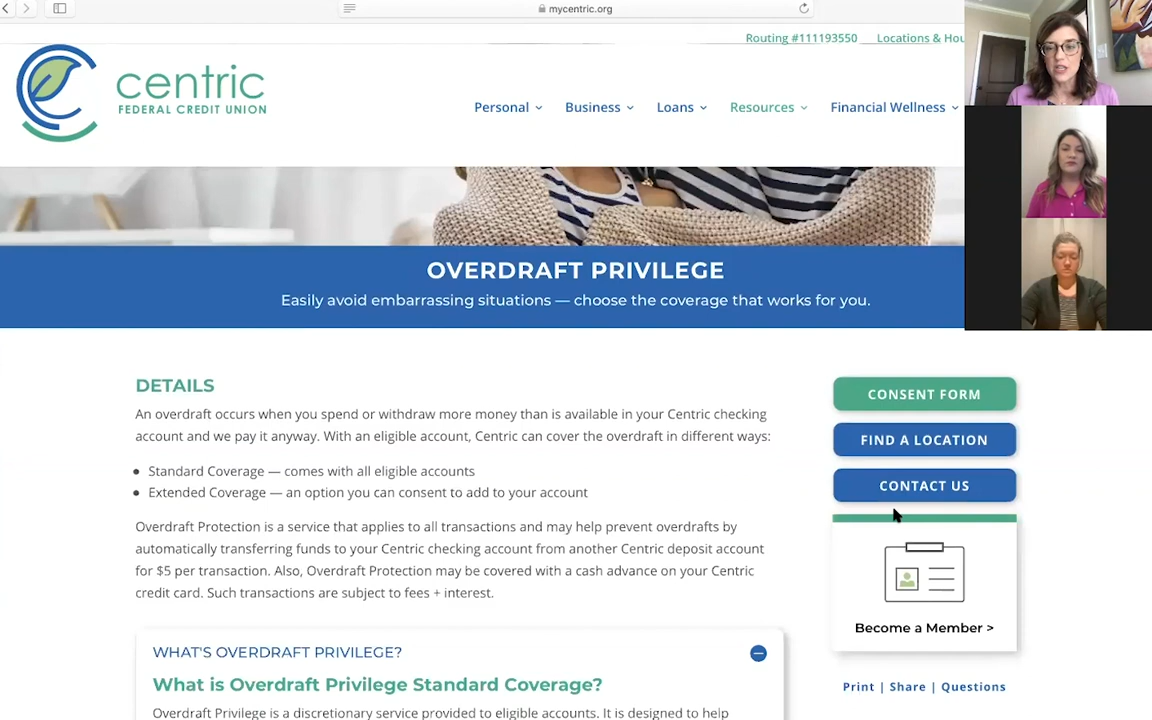 mycentric.org
Routing #111193550 Locations & Hou
centric
FEDERAL CREDIT UNION
Personal Business Loans Resources Financial Wellness
OVERDRAFT PRIVILEGE
Easily avoid embarrassing situations — choose the coverage that works for you.
DETAILS
An overdraft occurs when you spend or withdraw more money than is available in your Centric checking
account and we pay it anyway. With an eligible account, Centric can cover the overdraft in different ways:
Standard Coverage — comes with all eligible accounts
Extended Coverage — an option you can consent to add to your account
Overdraft Protection is a service that applies to all transactions and may help prevent overdrafts by
automatically transferring funds to your Centric checking account from another Centric deposit account
for $5 per transaction. Also, Overdraft Protection may be covered with a cash advance on your Centric
credit card. Such transactions are subject to fees + interest.
WHAT'S OVERDRAFT PRIVILEGE?
What is Overdraft Privilege Standard Coverage?
Overdraft Privilege is a discretionary service provided to eligible accounts. It is designed to help
CONSENT FORM
FIND A LOCATION
CONTACT US
Become a Member >
Print | Share | Questions